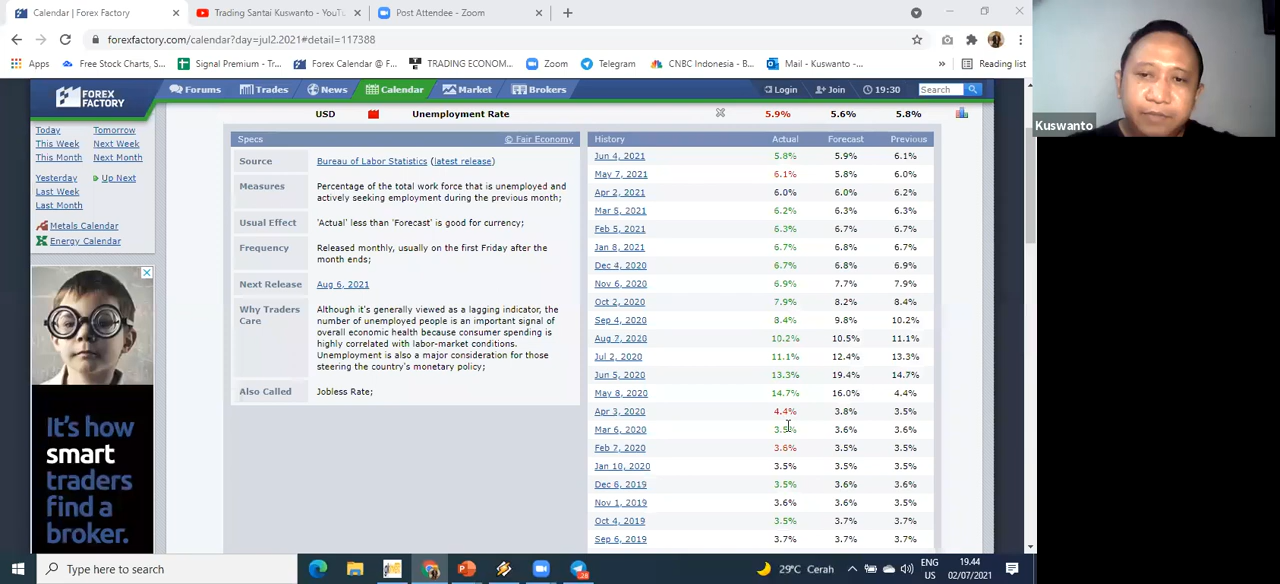 Calendar | Forex Factory
Trading Santai Kuswanto - YouTu
Post Attendee - Zoom
forexfactory.com/calendar?day=jul2.2021#detail=117388
Apps
Free Stock Charts, S...
Signal Premium - Tr...
Forex Calendar @ F...
TRADING ECONOM...
Zoom
Telegram
CNBC Indonesia - B...
Mail - Kuswanto -...
»
Reading list
FOREX
FACTORY
Forums
Trades
News
Calendar
Market
Brokers
Login
Join
19:30
Search
Kuswanto
USD Unemployment Rate 5.9% 5.6% 5.8%
Today Tomorrow
This Week Next Week
This Month Next Month
Yesterday Up Next
Last Week
Last Month
Metals Calendar
Energy Calendar
Specs © Fair Economy
Source Bureau of Labor Statistics (latest release)
Measures Percentage of the total work force that is unemployed and
actively seeking employment during the previous month;
Usual Effect 'Actual' less than 'Forecast' is good for currency;
Frequency Released monthly, usually on the first Friday after the
month ends;
Next Release Aug 6, 2021
Why Traders Although it's generally viewed as a lagging indicator, the
Care number of unemployed people is an important signal of
overall economic health because consumer spending is
highly correlated with labor-market conditions.
Unemployment is also a major consideration for those
steering the country's monetary policy;
Also Called Jobless Rate;
History Actual Forecast Previous
Jun 4, 2021 5.8% 5.9% 6.1%
May 7, 2021 6.1% 5.8% 6.0%
Apr 2, 2021 6.0% 6.0% 6.2%
Mar 5, 2021 6.2% 6.3% 6.3%
Feb 5, 2021 6.3% 6.7% 6.7%
Jan 8, 2021 6.7% 6.8% 6.7%
Dec 4, 2020 6.7% 6.8% 6.9%
Nov 6, 2020 6.9% 7.7% 7.9%
Oct 2, 2020 7.9% 8.2% 8.4%
Sep 4, 2020 8.4% 9.8% 10.2%
Aug 7, 2020 10.2% 10.5% 11.1%
Jul 2, 2020 11.1% 12.4% 13.3%
Jun 5, 2020 13.3% 19.4% 14.7%
May 8, 2020 14.7% 16.0% 4.4%
Apr 3, 2020 4.4% 3.8% 3.5%
Mar 6, 2020 3.5% 3.6% 3.6%
Feb 7, 2020 3.6% 3.5% 3.5%
Jan 10, 2020 3.5% 3.5% 3.5%
Dec 6, 2019 3.5% 3.6% 3.6%
Nov 1, 2019 3.6% 3.6% 3.5%
Oct 4, 2019 3.5% 3.7% 3.7%
Sep 6, 2019 3.7% 3.7% 3.7%
It's how
smart
traders
find a
broker.
Type here to search
28
29°C Cerah
ENG
US
19.44
02/07/2021